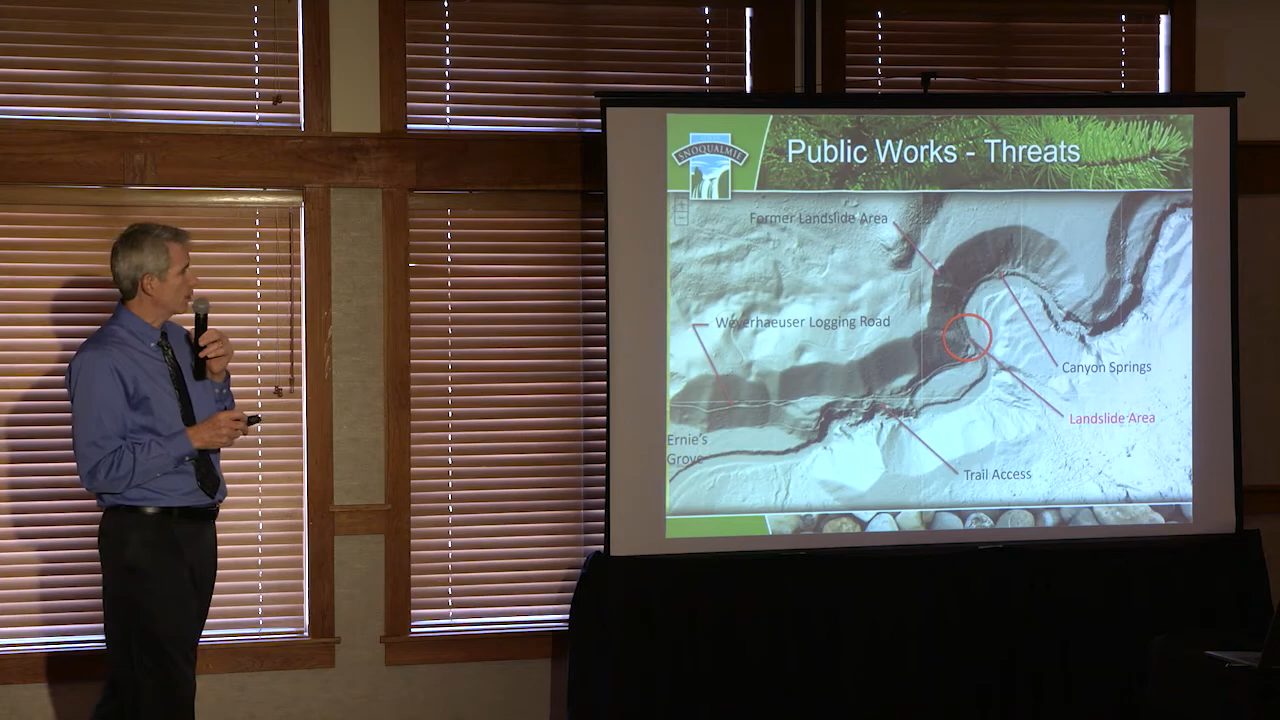 SNOQUALMIE
Public Works - Threats
Former Landslide Area
Weyerhaeuser Logging Road
Canyon Springs
Landslide Area
Ernie's
Grove
Trail Access